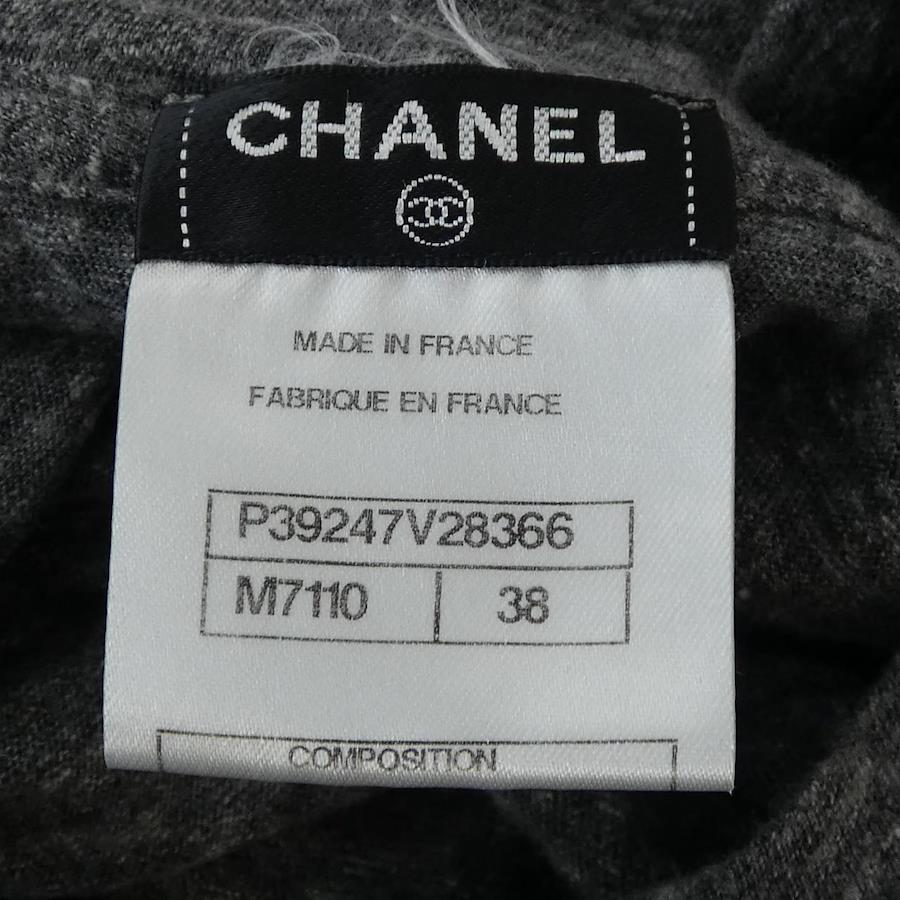 CHANEL
MADE IN FRANCE
FABRIQUE EN FRANCE
P39247V28366
M7110 38
COMPOSITION